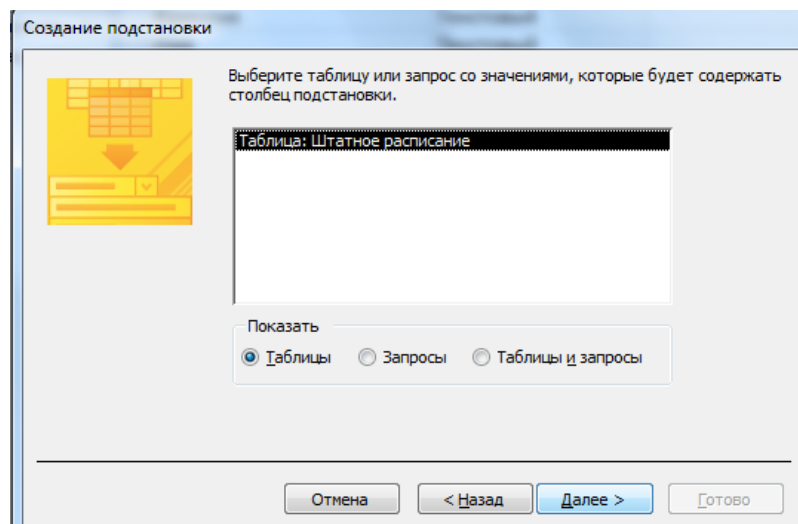 Создание подстановки
Выберите таблицу или запрос со значениями, которые будет содержать
столбец подстановки.
Таблица: Штатное расписание
Показать
Таблицы Запросы Таблицы и запросы
Отмена < Назад Далее > Готово